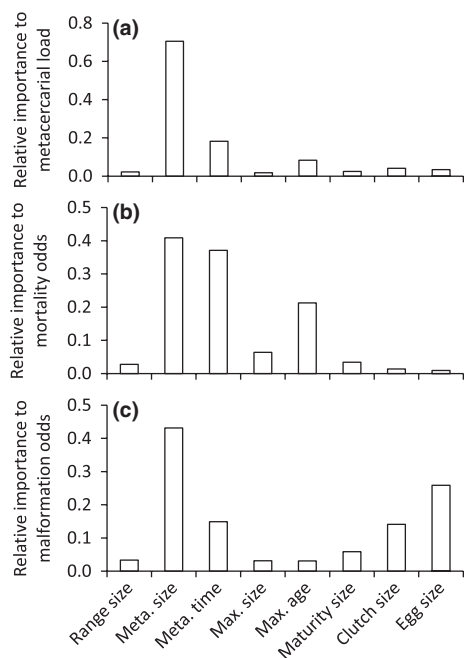 (a)
Relative importance to
metacercarial load
0.8
0.6
0.4
0.2
0.0
(b)
Relative importance to
mortality odds
0.5
0.4
0.3
0.2
0.1
0.0
(c)
Relative importance to
malformation odds
0.5
0.4
0.3
0.2
0.1
0.0
Range size
Meta. size
Meta. time
Max. size
Max. age
Maturity size
Clutch size
Egg size